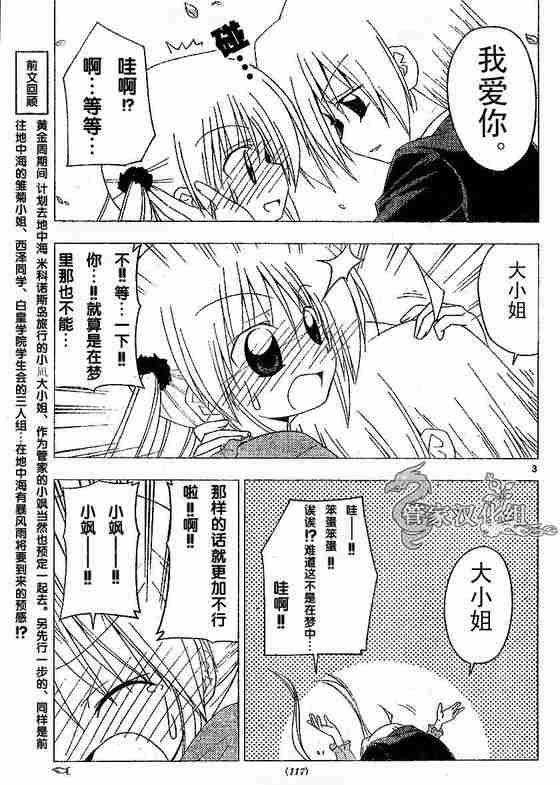 我爱你。
碰…
哇啊!?
啊…等等…
前文回顾
黄金周期间 计划去地中海 米科诺斯岛旅行的小凪大小姐、作为管家的小飒当然也预定一起去。另先行一步的、同样是前
往地中海的雏菊小姐、西泽同学、白皇学院学生会的三人组…在地中海有暴风雨将要到来的预感!?
大小姐
不!!等…一下!!
你…!!就算是在梦
里那也不能…
3
管家汉化组
大小姐
哇——!!
笨蛋笨蛋!!
诶诶!?难道这不是在梦中…
哇啊!!
那样的话就更加不行
啦!!啊!!
小飒——!!
小飒——!!
(117)